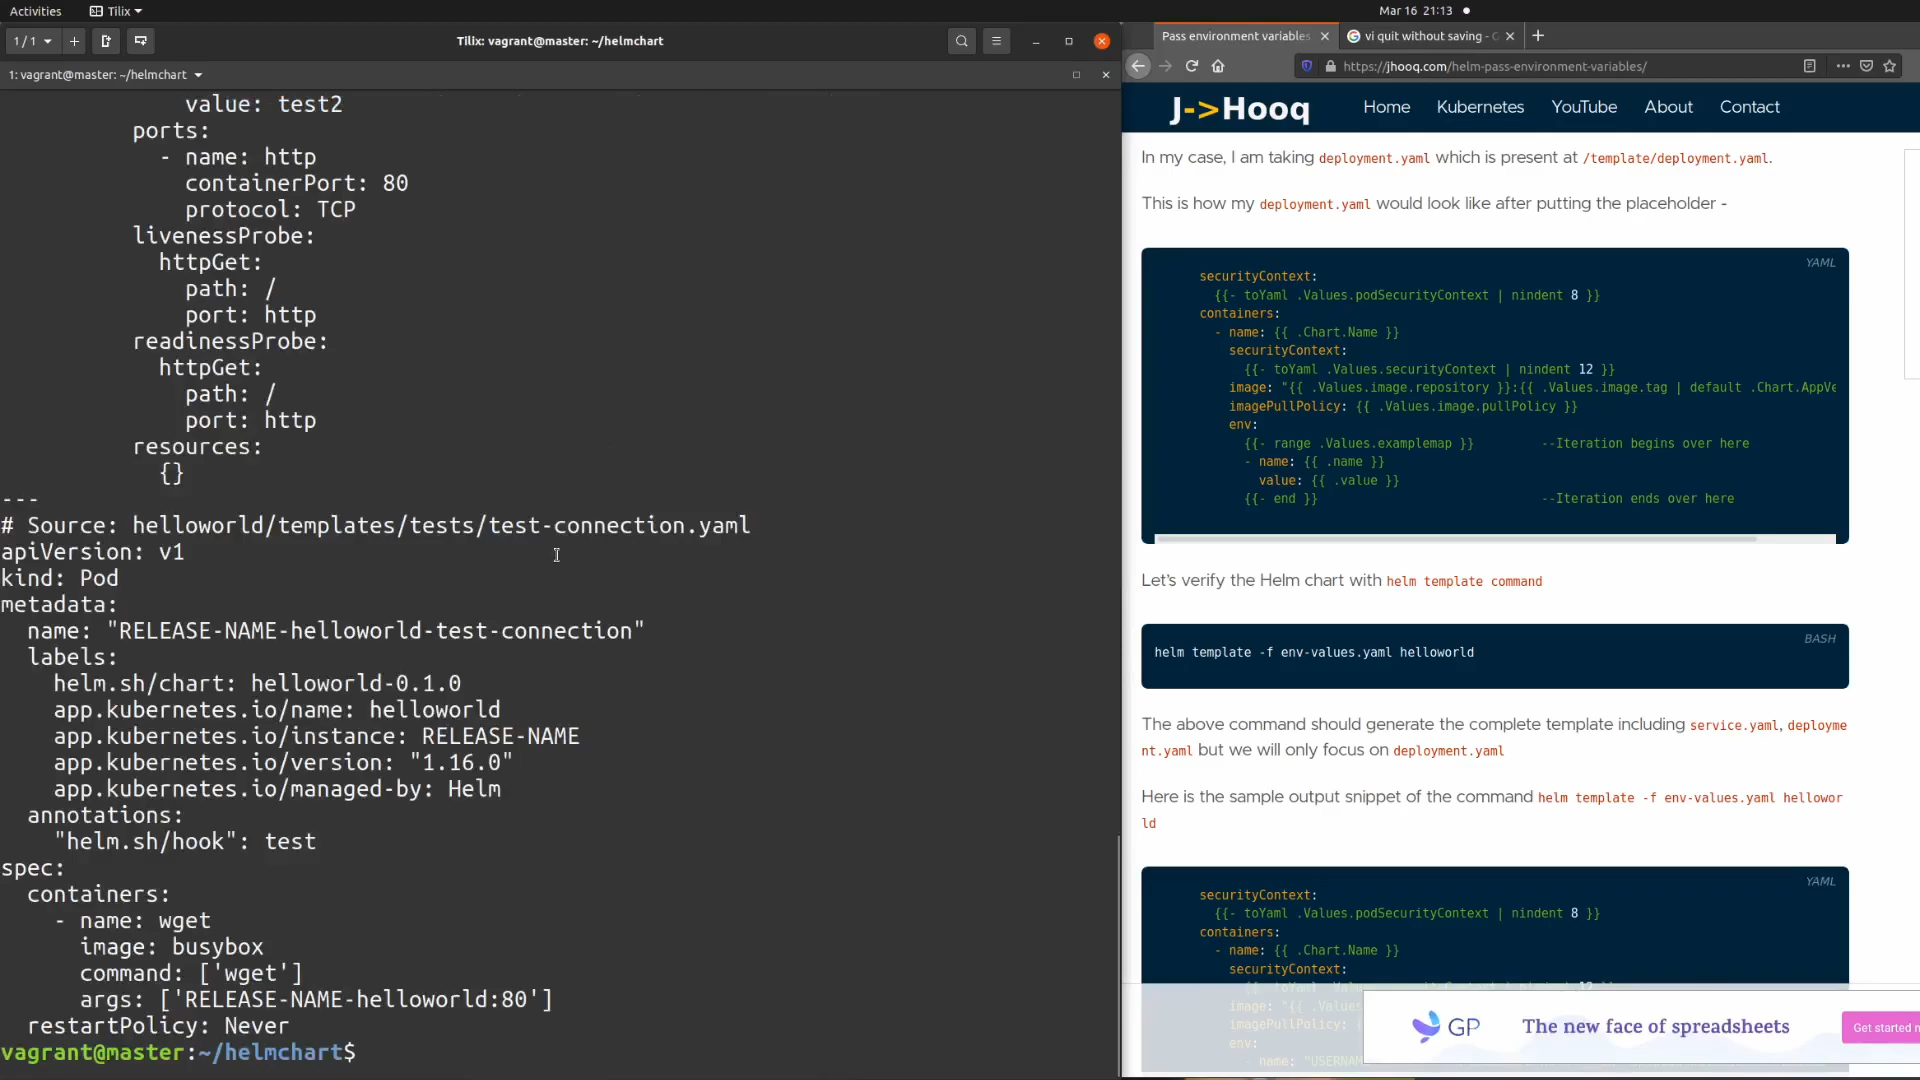 Activities
Tilix
Mar 16 21:13
1 / 1
Tilix: vagrant@master: ~/helmchart
1: vagrant@master: ~/helmchart
value: test2
ports:
- name: http
containerPort: 80
protocol: TCP
livenessProbe:
httpGet:
path: /
port: http
readinessProbe:
httpGet:
path: /
port: http
resources:
{}
---
# Source: helloworld/templates/tests/test-connection.yaml
apiVersion: v1
kind: Pod
metadata:
name: "RELEASE-NAME-helloworld-test-connection"
labels:
helm.sh/chart: helloworld-0.1.0
app.kubernetes.io/name: helloworld
app.kubernetes.io/instance: RELEASE-NAME
app.kubernetes.io/version: "1.16.0"
app.kubernetes.io/managed-by: Helm
annotations:
"helm.sh/hook": test
spec:
containers:
- name: wget
image: busybox
command: ['wget']
args: ['RELEASE-NAME-helloworld:80']
restartPolicy: Never
vagrant@master:~/helmchart$
Pass environment variables
vi quit without saving -
https://jhooq.com/helm-pass-environment-variables/
J->Hooq
Home
Kubernetes
YouTube
About
Contact
In my case, I am taking deployment.yaml which is present at /template/deployment.yaml.
This is how my deployment.yaml would look like after putting the placeholder -
YAML
securityContext:
{{- toYaml .Values.podSecurityContext | nindent 8 }}
containers:
- name: {{ .Chart.Name }}
securityContext:
{{- toYaml .Values.securityContext | nindent 12 }}
image: "{{ .Values.image.repository }}:{{ .Values.image.tag | default .Chart.AppVe
imagePullPolicy: {{ .Values.image.pullPolicy }}
env:
{{- range .Values.examplemap }} --Iteration begins over here
- name: {{ .name }}
value: {{ .value }}
{{- end }} --Iteration ends over here
Let's verify the Helm chart with helm template command
BASH
helm template -f env-values.yaml helloworld
The above command should generate the complete template including service.yaml, deployme
nt.yaml but we will only focus on deployment.yaml
Here is the sample output snippet of the command helm template -f env-values.yaml hellowor
ld
YAML
securityContext:
{{- toYaml .Values.podSecurityContext | nindent 8 }}
containers:
- name: {{ .Chart.Name }}
securityContext:
image: "{{ .Values
imagePullPolicy:
env:
name: "USERNAM
GP
The new face of spreadsheets
Get started